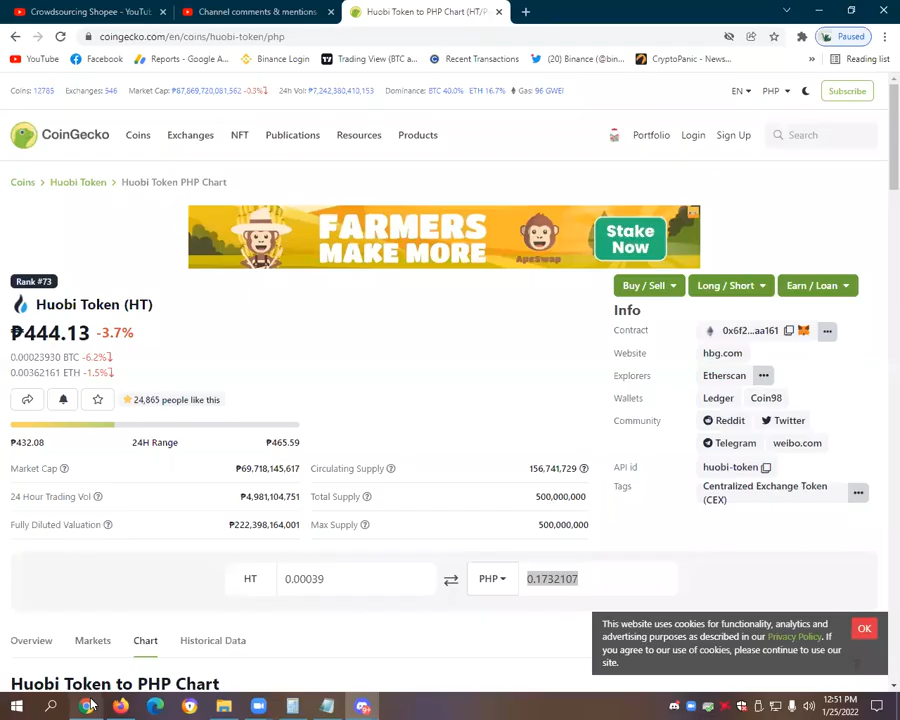 Crowdsourcing Shopee - YouTub
Channel comments & mentions
Huobi Token to PHP Chart (HT/P
coingecko.com/en/coins/huobi-token/php
Paused
YouTube
Facebook
Reports - Google A...
Binance Login
Trading View (BTC a...
Recent Transactions
(20) Binance (@bin...
CryptoPanic - News...
»
Reading list
Coins: 12785
Exchanges: 546
Market Cap: ₱87,869,720,081,562 -0.3%
24h Vol: ₱7,242,380,410,153
Dominance: BTC 40.0% ETH 16.7%
Gas: 96 GWEI
EN
PHP
Subscribe
CoinGecko
Coins
Exchanges
NFT
Publications
Resources
Products
Portfolio
Login
Sign Up
Search
Coins > Huobi Token > Huobi Token PHP Chart
FARMERS
MAKE MORE
ApeSwap
Stake
Now
Rank #73
Huobi Token (HT)
₱444.13 -3.7%
0.00023930 BTC -6.2%
0.00362161 ETH -1.5%
24,865 people like this
₱432.08
24H Range
₱465.59
Market Cap
₱69,718,145,617
Circulating Supply
156,741,729
24 Hour Trading Vol
₱4,981,104,751
Total Supply
500,000,000
Fully Diluted Valuation
₱222,398,164,001
Max Supply
500,000,000
Buy / Sell
Long / Short
Earn / Loan
Info
Contract
0x6f2...aa161
Website
hbg.com
Explorers
Etherscan
Wallets
Ledger
Coin98
Community
Reddit
Twitter
Telegram
weibo.com
API id
huobi-token
Tags
Centralized Exchange Token
(CEX)
HT
0.00039
PHP
0.1732107
Overview
Markets
Chart
Historical Data
Huobi Token to PHP Chart
This website uses cookies for functionality, analytics and
advertising purposes as described in our Privacy Policy. If
you agree to our use of cookies, please continue to use our
site.
OK
12:51 PM
1/25/2022